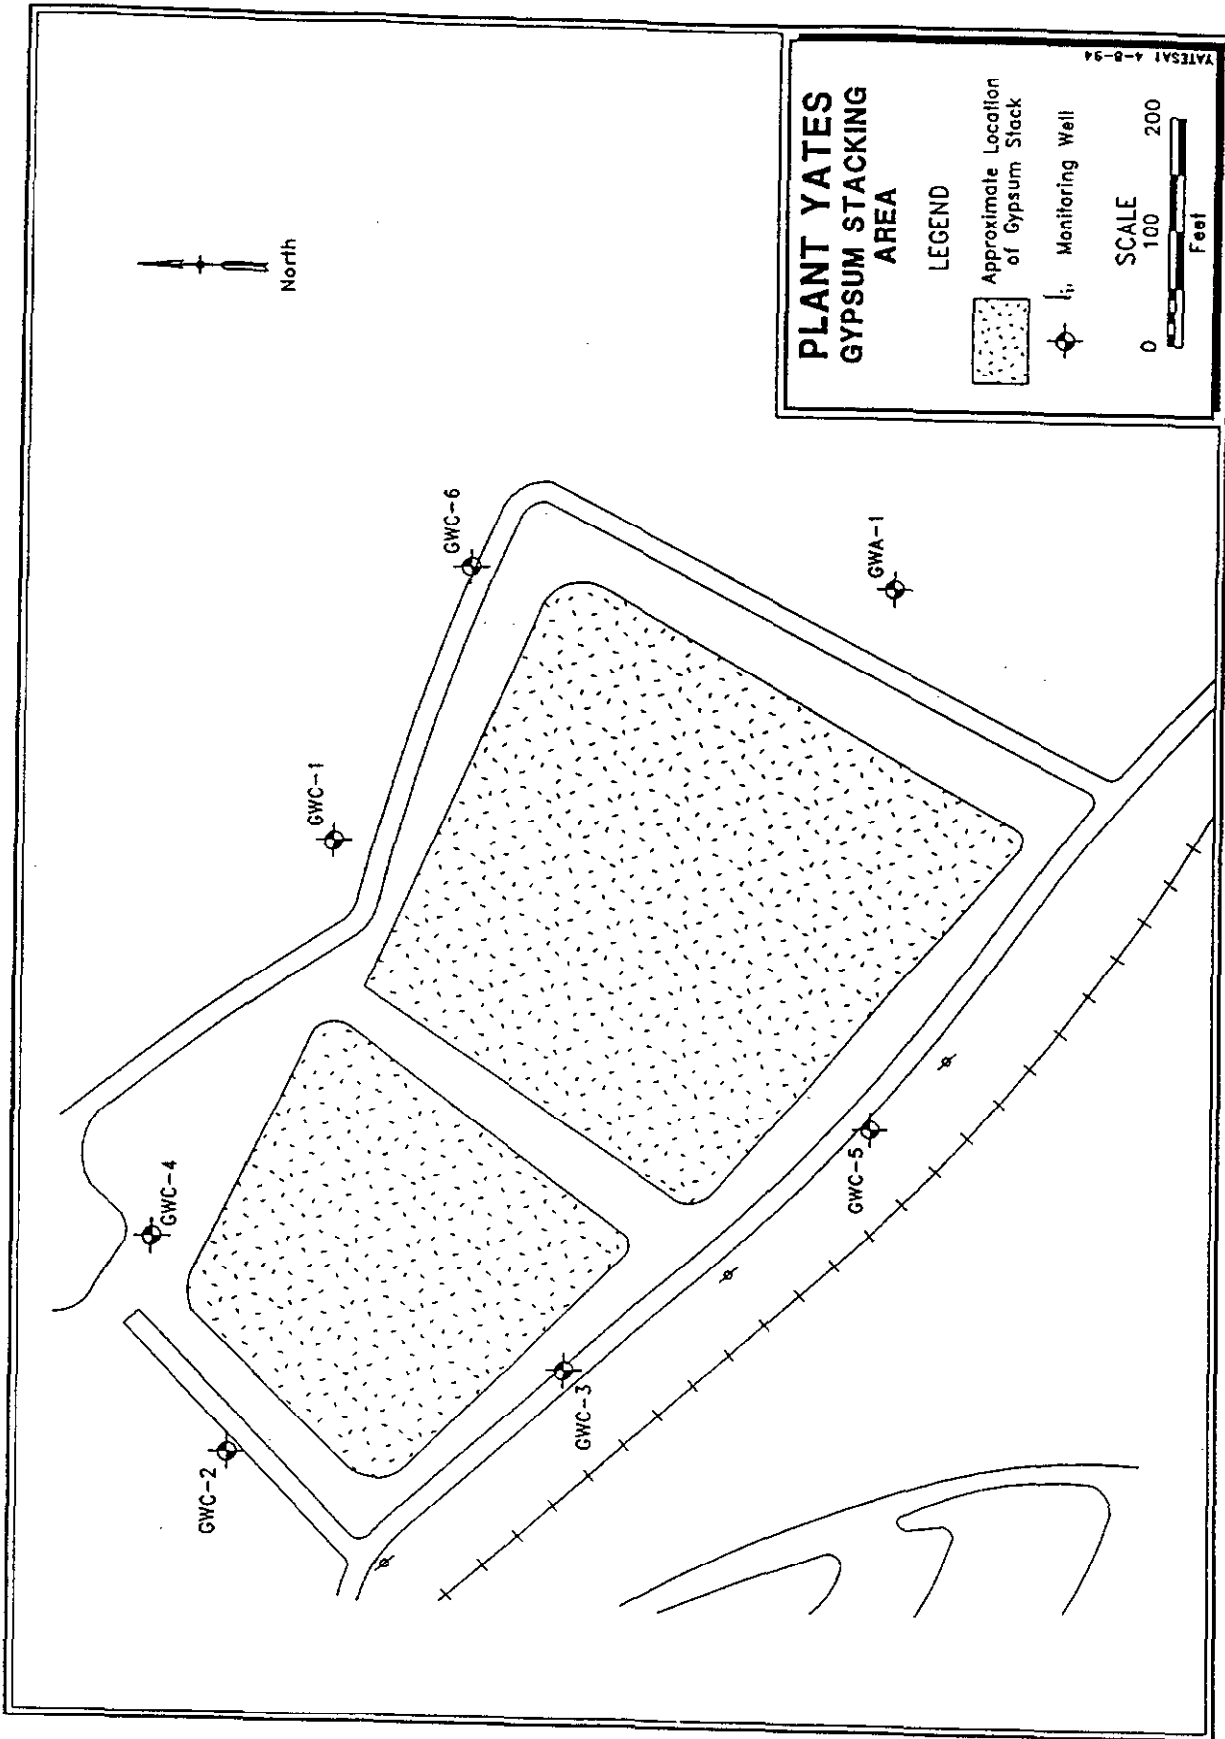 North
GWC-6
GWC-1
GWA-1
GWC-4
GWC-5
GWC-3
GWC-2
PLANT YATES
GYPSUM STACKING
AREA
LEGEND
Approximate Location
of Gypsum Stack
Monitoring Well
SCALE
0 100 200
Feet
YATESA1 4-8-94